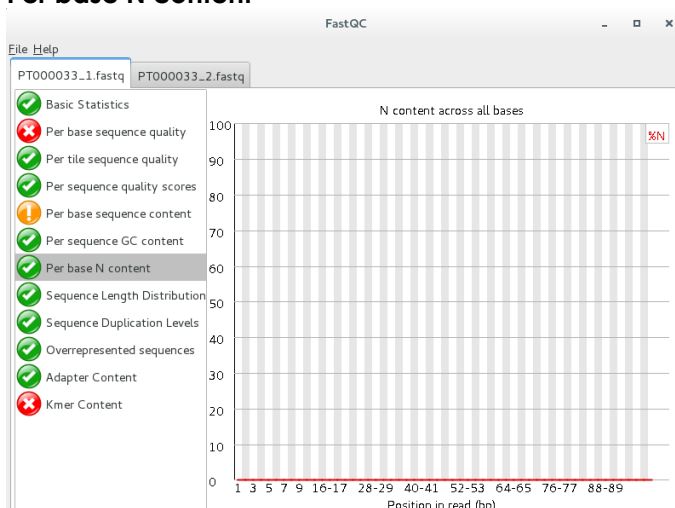 Per base N content
FastQC
File Help
PT000033_1.fastq PT000033_2.fastq
Basic Statistics
Per base sequence quality
Per tile sequence quality
Per sequence quality scores
Per base sequence content
Per sequence GC content
Per base N content
Sequence Length Distribution
Sequence Duplication Levels
Overrepresented sequences
Adapter Content
Kmer Content
N content across all bases
%N
100
90
80
70
60
50
40
30
20
10
0
1 3 5 7 9 16-17 28-29 40-41 52-53 64-65 76-77 88-89
Position in read (bp)